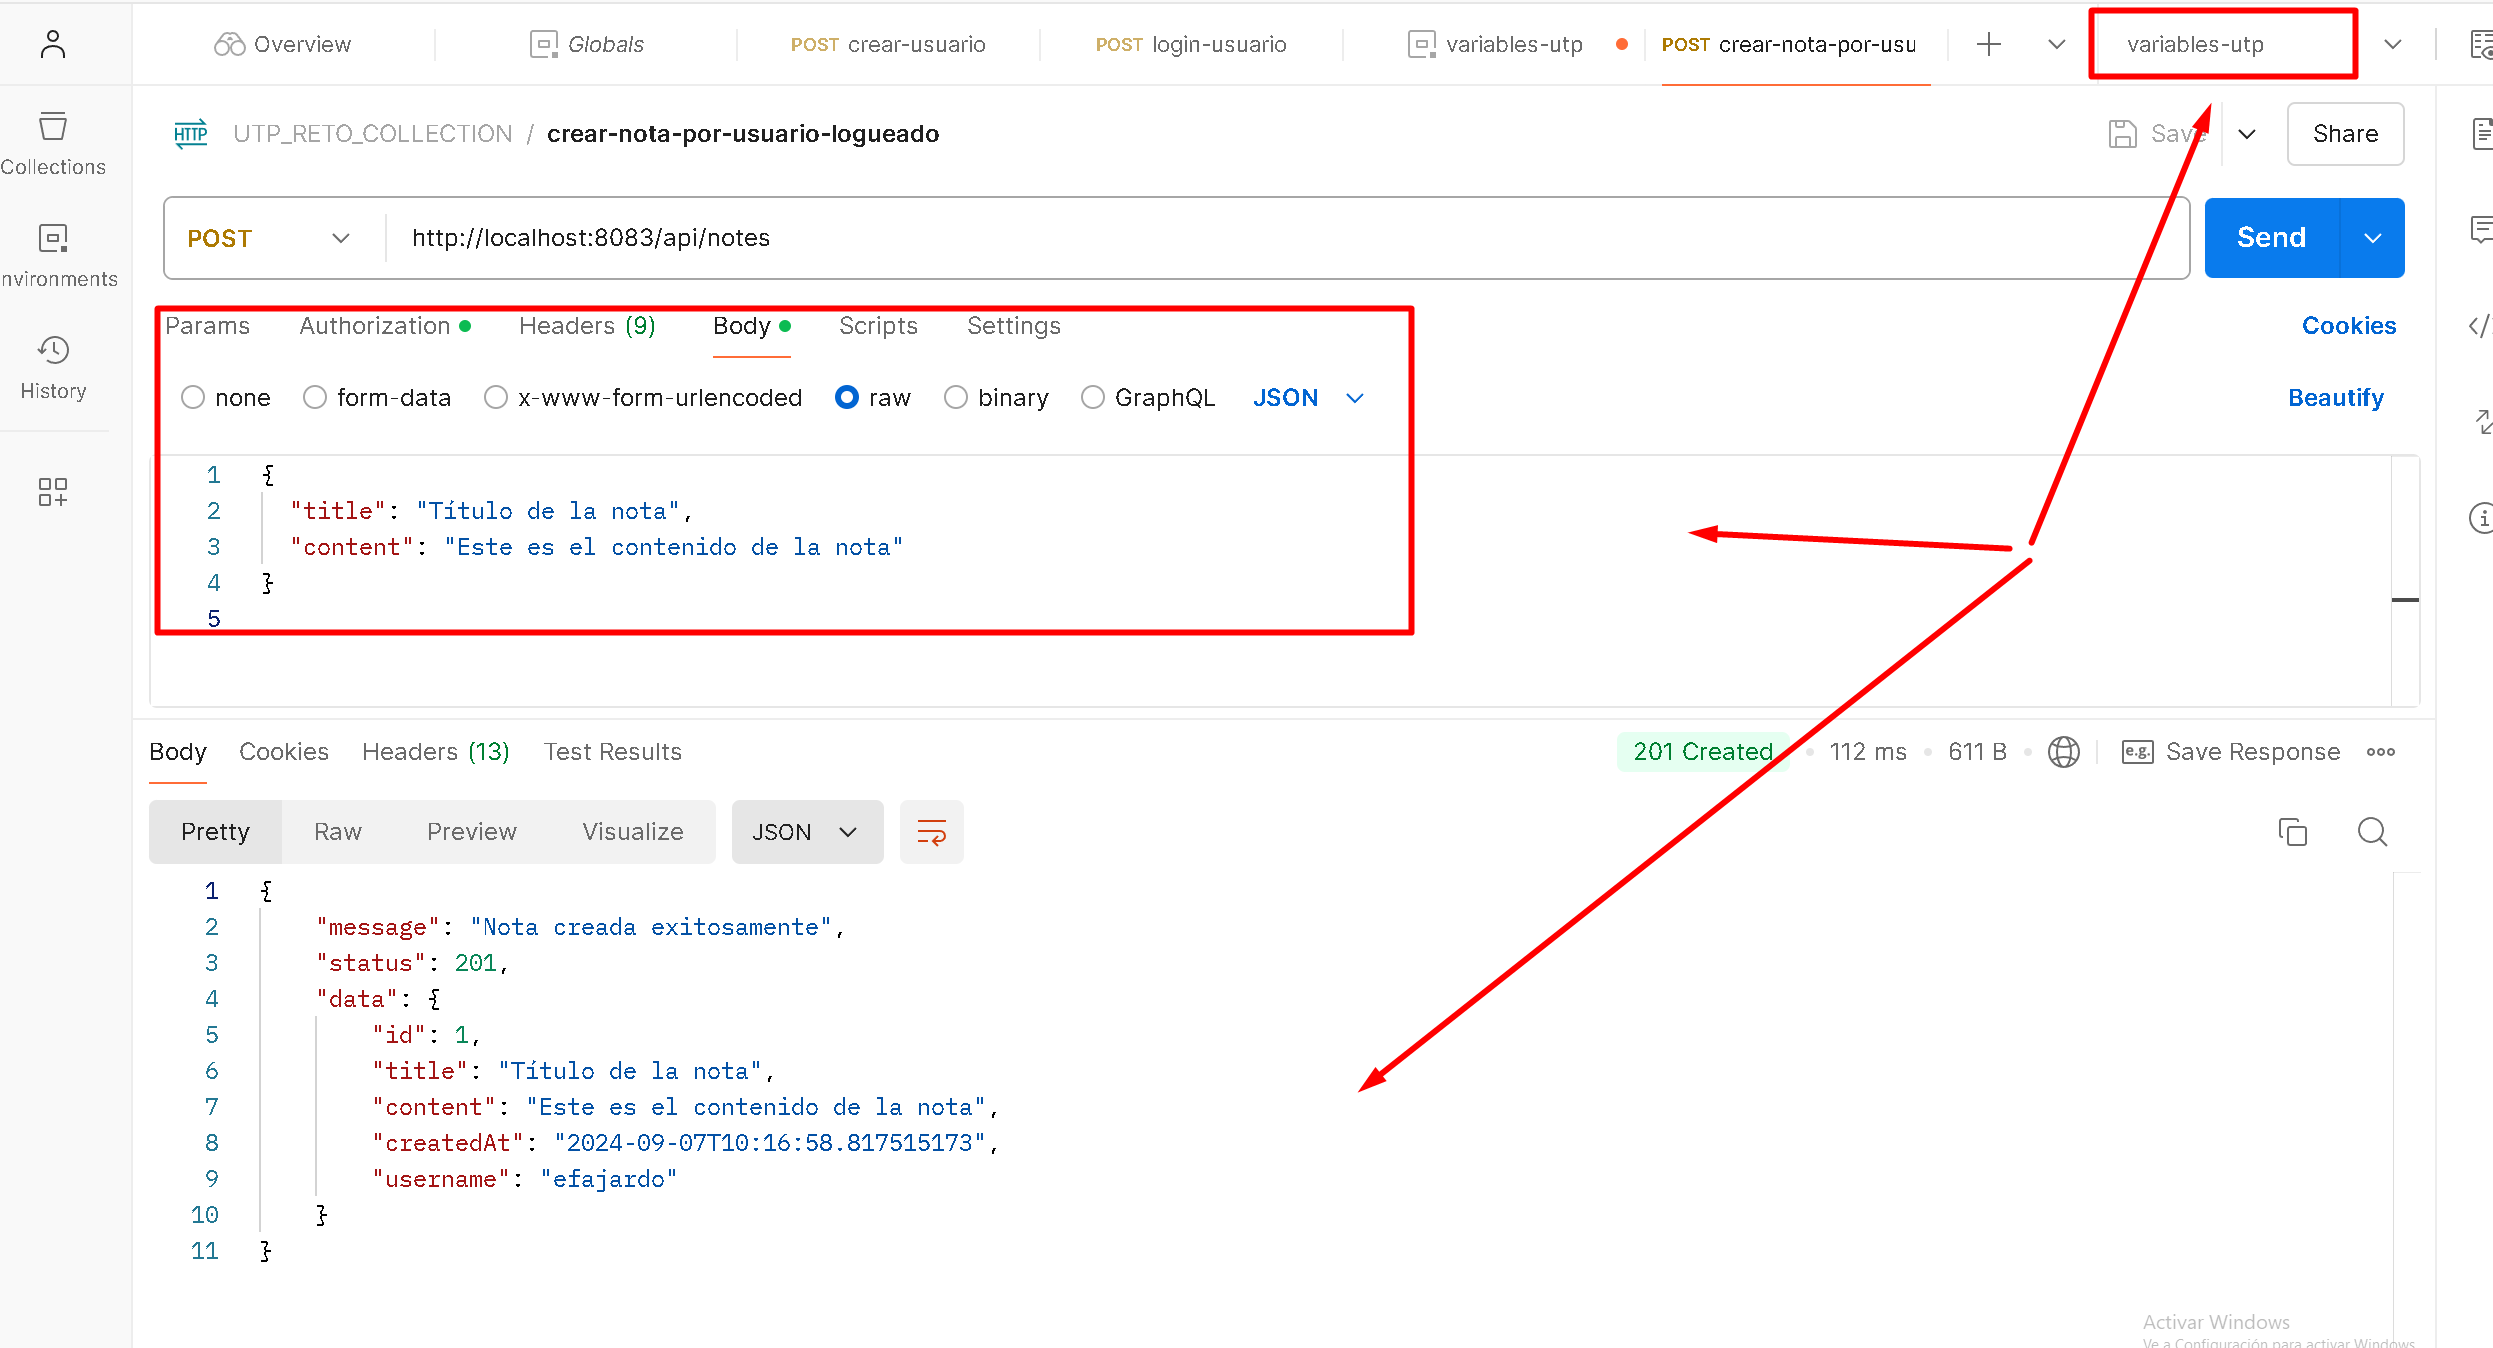 Overview
Globals
POST crear-usuario
POST login-usuario
variables-utp
POST crear-nota-por-usu
variables-utp
Collections
nvironments
History
HTTP UTP_RETO_COLLECTION / crear-nota-por-usuario-logueado
Save
Share
POST
http://localhost:8083/api/notes
Send
Params Authorization Headers (9) Body Scripts Settings
Cookies
none form-data x-www-form-urlencoded raw binary GraphQL JSON
Beautify
1 {
2 "title": "Título de la nota",
3 "content": "Este es el contenido de la nota"
4 }
5
Body Cookies Headers (13) Test Results
201 Created 112 ms 611 B e.g. Save Response
Pretty Raw Preview Visualize JSON
1 {
2 "message": "Nota creada exitosamente",
3 "status": 201,
4 "data": {
5 "id": 1,
6 "title": "Título de la nota",
7 "content": "Este es el contenido de la nota",
8 "createdAt": "2024-09-07T10:16:58.817515173",
9 "username": "efajardo"
10 }
11 }
Activar Windows
Ve a Configuración para activar Windows